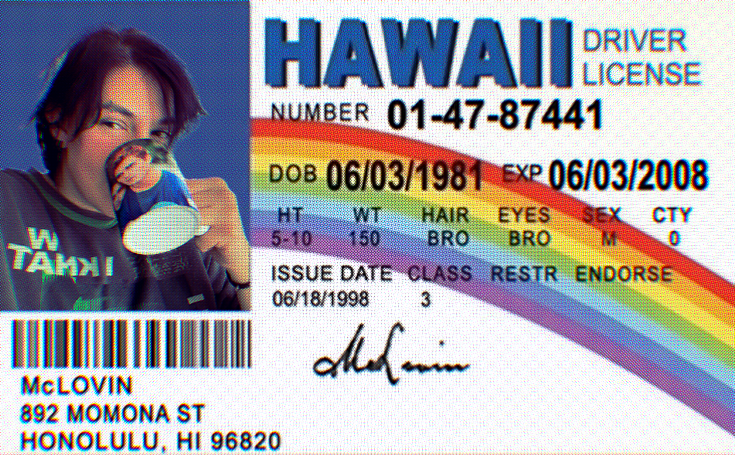 HAWAII DRIVER
LICENSE
NUMBER 01-47-87441
DOB 06/03/1981 EXP 06/03/2008
HT WT HAIR EYES SEX CTY
5-10 150 BRO BRO M 0
ISSUE DATE CLASS RESTR ENDORSE
06/18/1998 3
McLovin
McLOVIN
892 MOMONA ST
HONOLULU, HI 96820